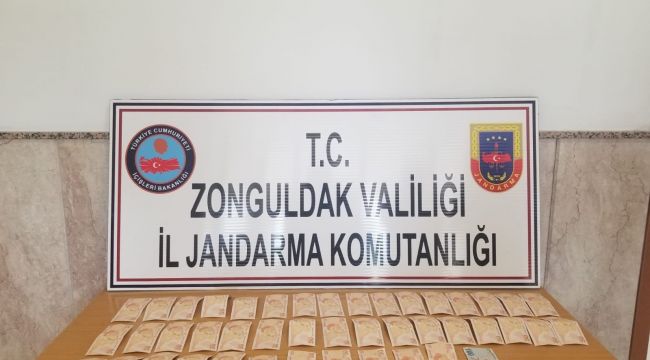 TÜRKİYE CUMHURİYETİ
İÇİŞLERİ BAKANLIĞI
T.C.
ZONGULDAK VALİLİĞİ
İL JANDARMA KOMUTANLIĞI
JANDARMA